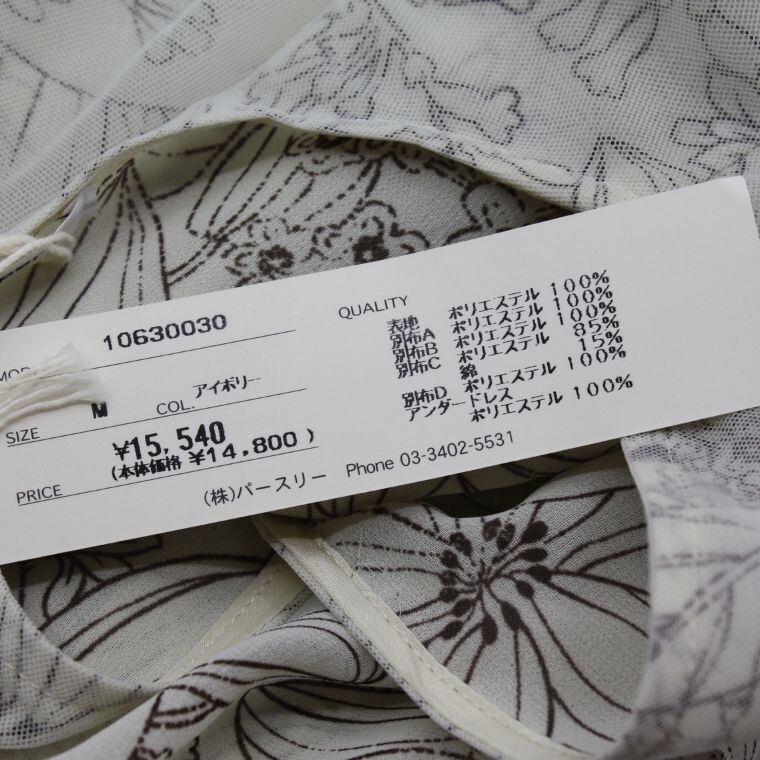 MOD 10630030
SIZE M COL. アイボリー
PRICE ¥15,540
(本体価格 ¥14,800)
(株)パースリー Phone 03-3402-5531
QUALITY
表地 ポリエステル 100%
別布A ポリエステル 100%
別布B ポリエステル 100%
別布C ポリエステル 85%
綿 15%
別布D ポリエステル 100%
アンダードレス
ポリエステル 100%